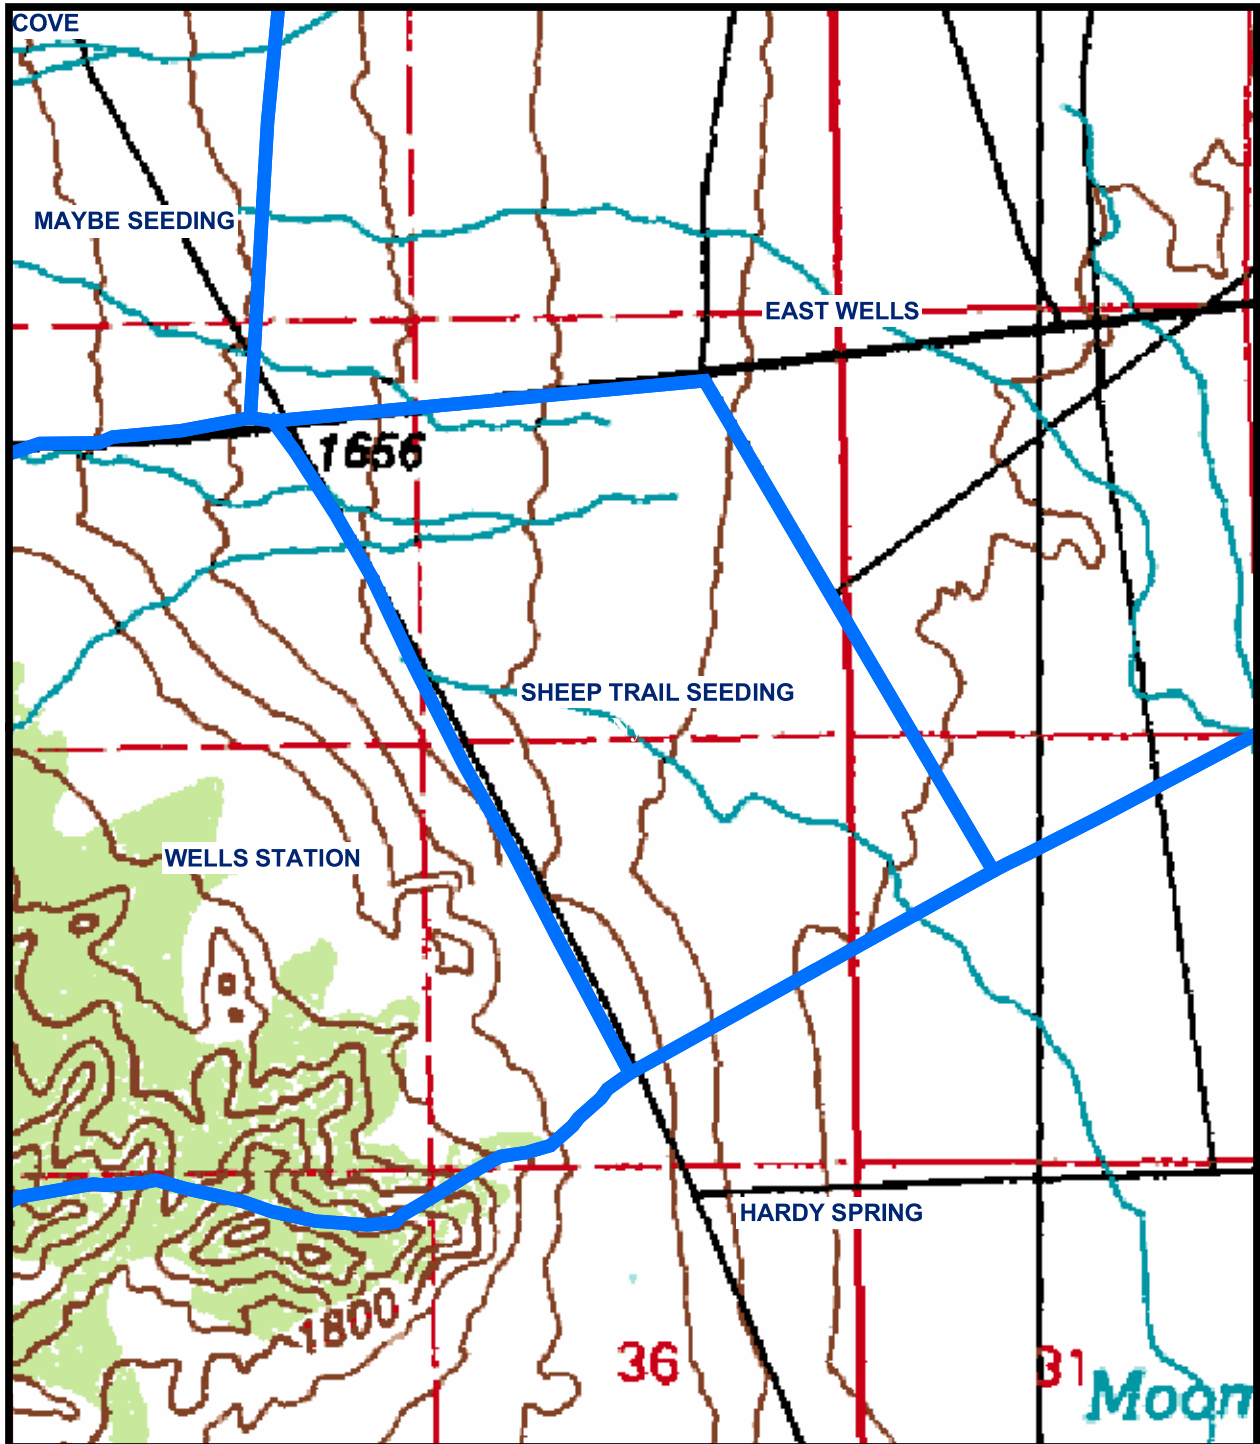 COVE
MAYBE SEEDING
EAST WELLS
1656
SHEEP TRAIL SEEDING
WELLS STATION
HARDY SPRING
1800
36
31
Moon